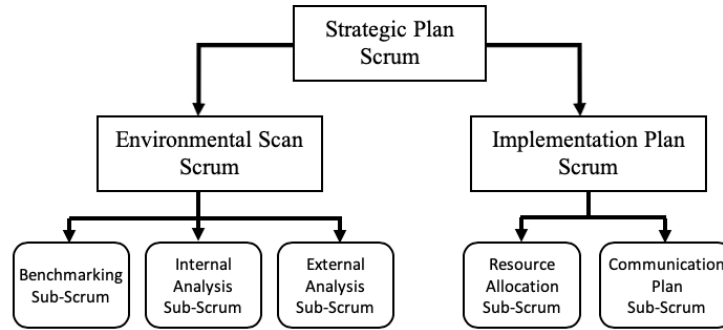 Strategic Plan
Scrum
Environmental Scan
Scrum
Implementation Plan
Scrum
Benchmarking
Sub-Scrum
Internal
Analysis
Sub-Scrum
External
Analysis
Sub-Scrum
Resource
Allocation
Sub-Scrum
Communication
Plan
Sub-Scrum